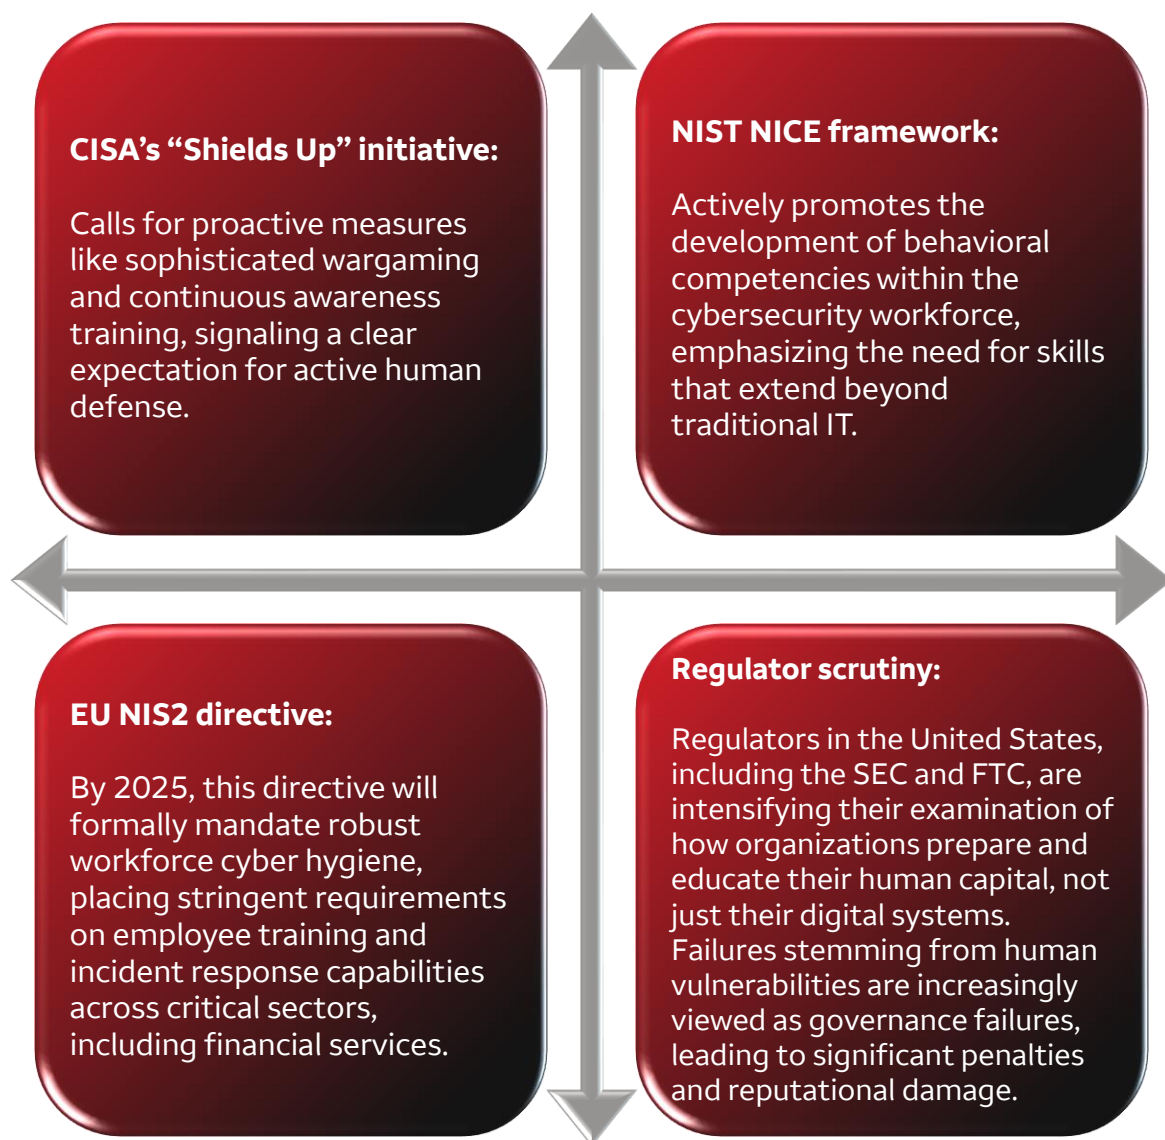 CISA’s “Shields Up” initiative:
Calls for proactive measures
like sophisticated wargaming
and continuous awareness
training, signaling a clear
expectation for active human
defense.
NIST NICE framework:
Actively promotes the
development of behavioral
competencies within the
cybersecurity workforce,
emphasizing the need for skills
that extend beyond
traditional IT.
EU NIS2 directive:
By 2025, this directive will
formally mandate robust
workforce cyber hygiene,
placing stringent requirements
on employee training and
incident response capabilities
across critical sectors,
including financial services.
Regulator scrutiny:
Regulators in the United States,
including the SEC and FTC, are
intensifying their examination of
how organizations prepare and
educate their human capital, not
just their digital systems.
Failures stemming from human
vulnerabilities are increasingly
viewed as governance failures,
leading to significant penalties
and reputational damage.